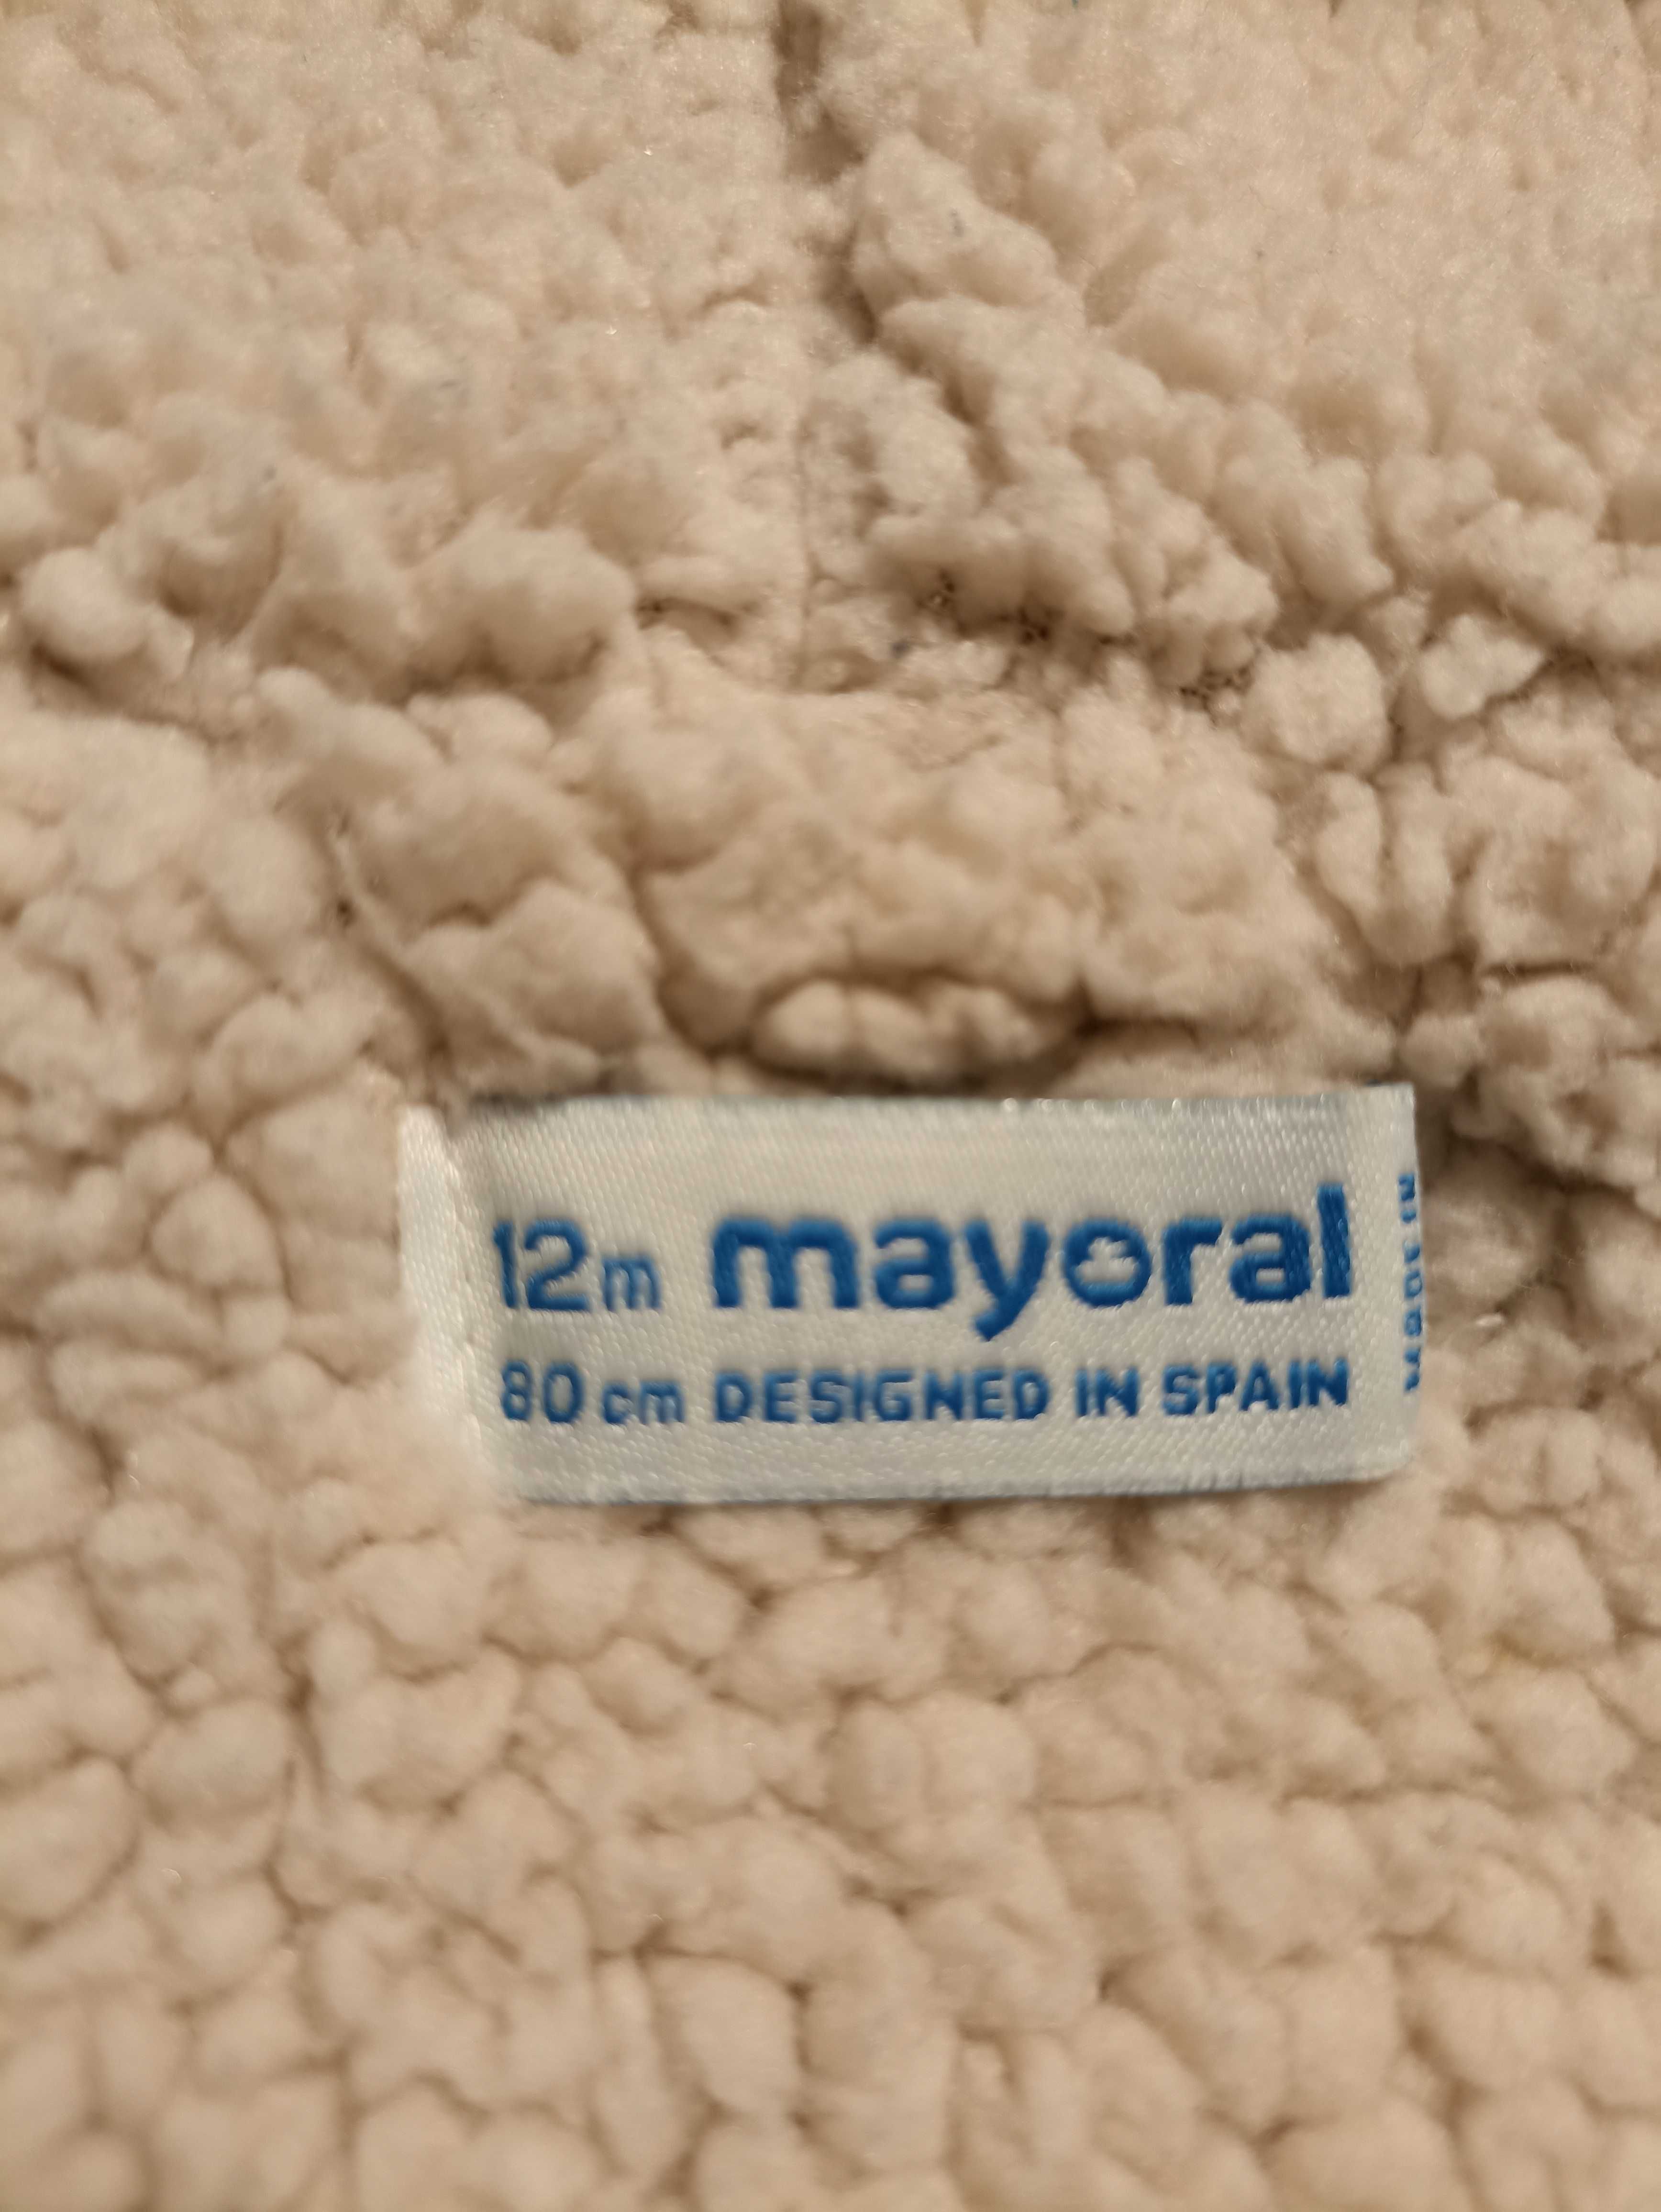 12m mayoral
80 cm DESIGNED IN SPAIN